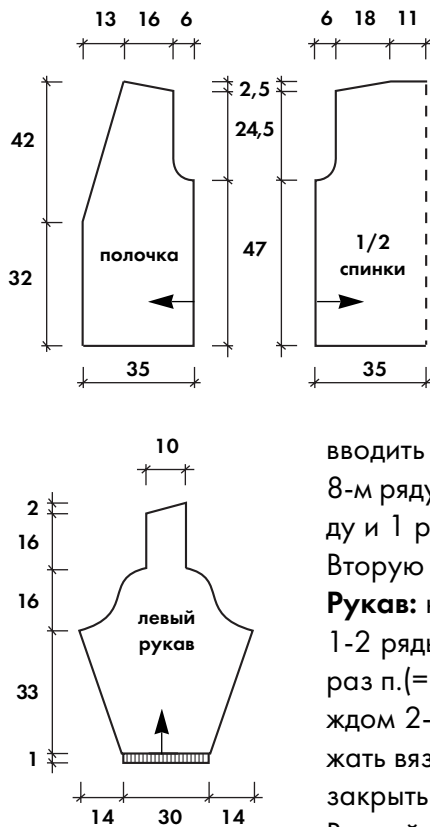 13 16 6
6 18 11
2,5
42
24,5
полочка
1/2
спинки
32
47
35
35
10
2
16
16
левый
рукав
33
1
14 30 14
вводить
8-м ряду
ду и 1 р
Вторую
Рукав:
1-2 ряды
раз п.(=
ждом 2-
жать вяз
закрыть